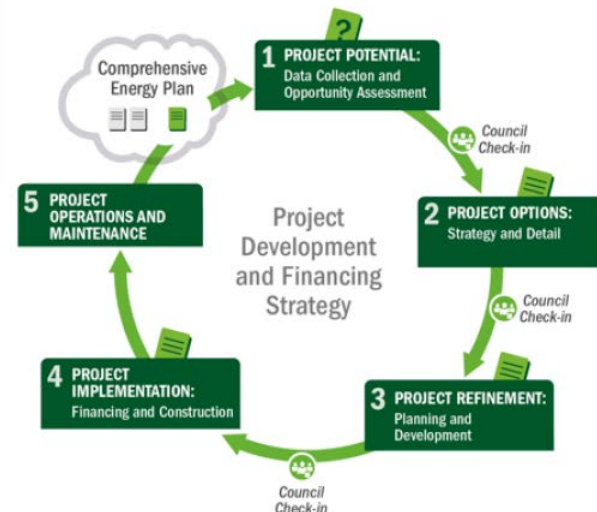 ?
1 PROJECT POTENTIAL:
Data Collection and
Opportunity Assessment
Comprehensive
Energy Plan
Council
Check-in
5 PROJECT
OPERATIONS AND
MAINTENANCE
2 PROJECT OPTIONS:
Strategy and Detail
Project
Development
and Financing
Strategy
Council
Check-in
4 PROJECT
IMPLEMENTATION:
Financing and Construction
3 PROJECT REFINEMENT:
Planning and
Development
Council
Check-in